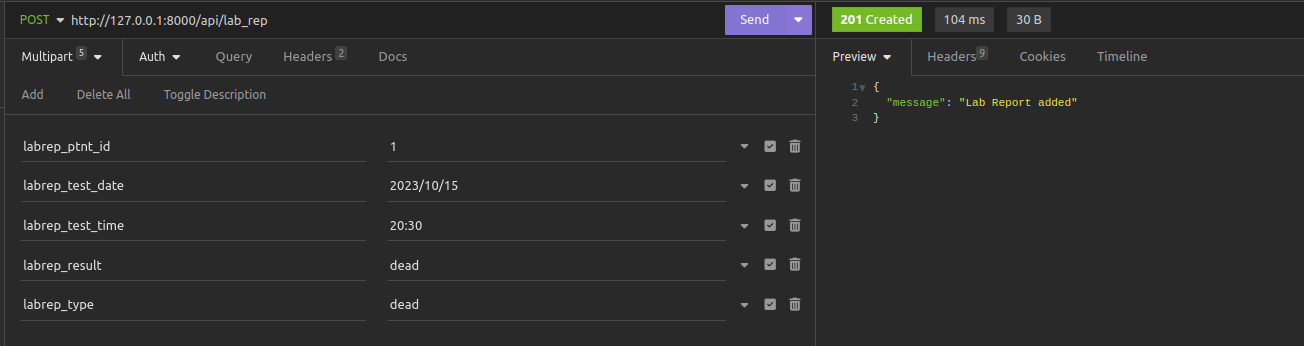 POST http://127.0.0.1:8000/api/lab_rep Send
201 Created 104 ms 30 B
Multipart 5 Auth Query Headers 2 Docs
Preview Headers 9 Cookies Timeline
Add Delete All Toggle Description
labrep_ptnt_id 1
labrep_test_date 2023/10/15
labrep_test_time 20:30
labrep_result dead
labrep_type dead
1 {
2 "message": "Lab Report added"
3 }